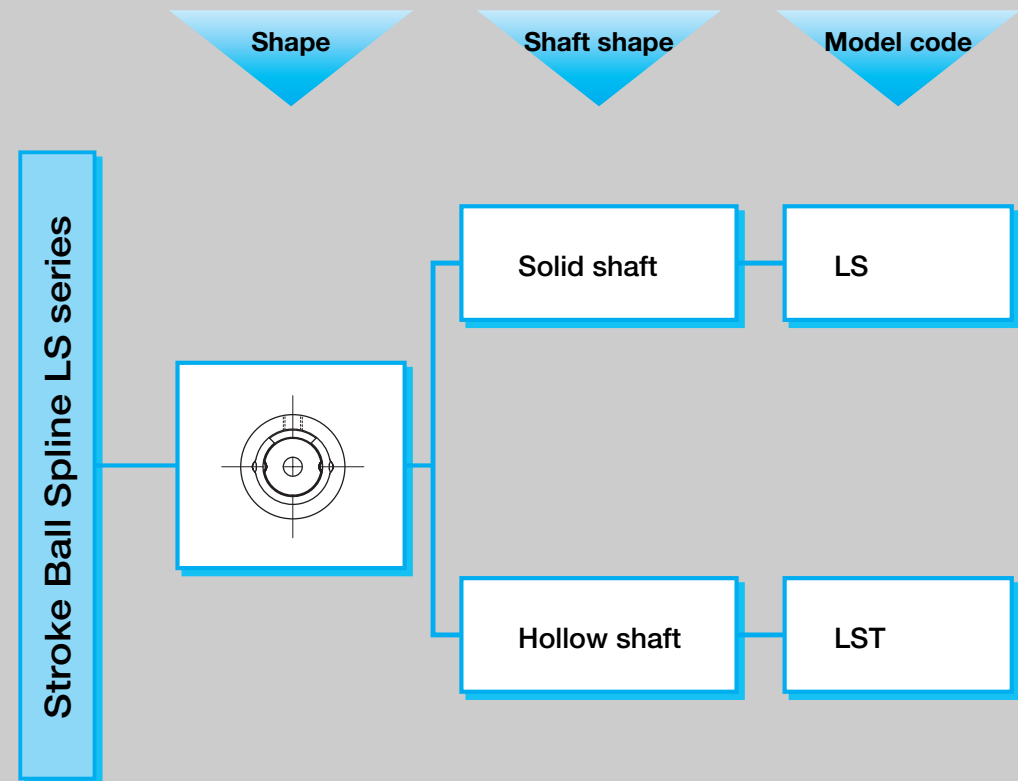 Shape
Shaft shape
Model code
Stroke Ball Spline LS series
Solid shaft
LS
Hollow shaft
LST